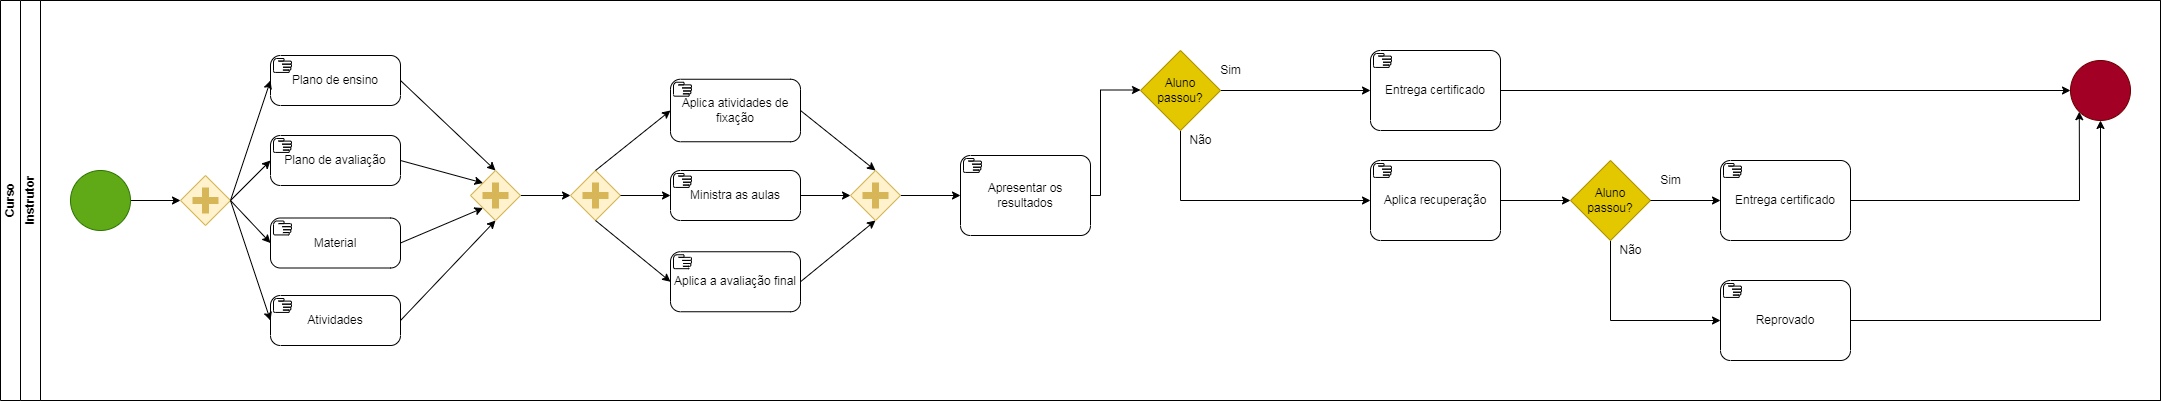 Curso
Instrutor
Plano de ensino
Plano de avaliação
Material
Atividades
Aplica atividades de
fixação
Ministra as aulas
Aplica a avaliação final
Apresentar os
resultados
Aluno
passou?
Sim
Não
Entrega certificado
Aplica recuperação
Aluno
passou?
Sim
Não
Entrega certificado
Reprovado